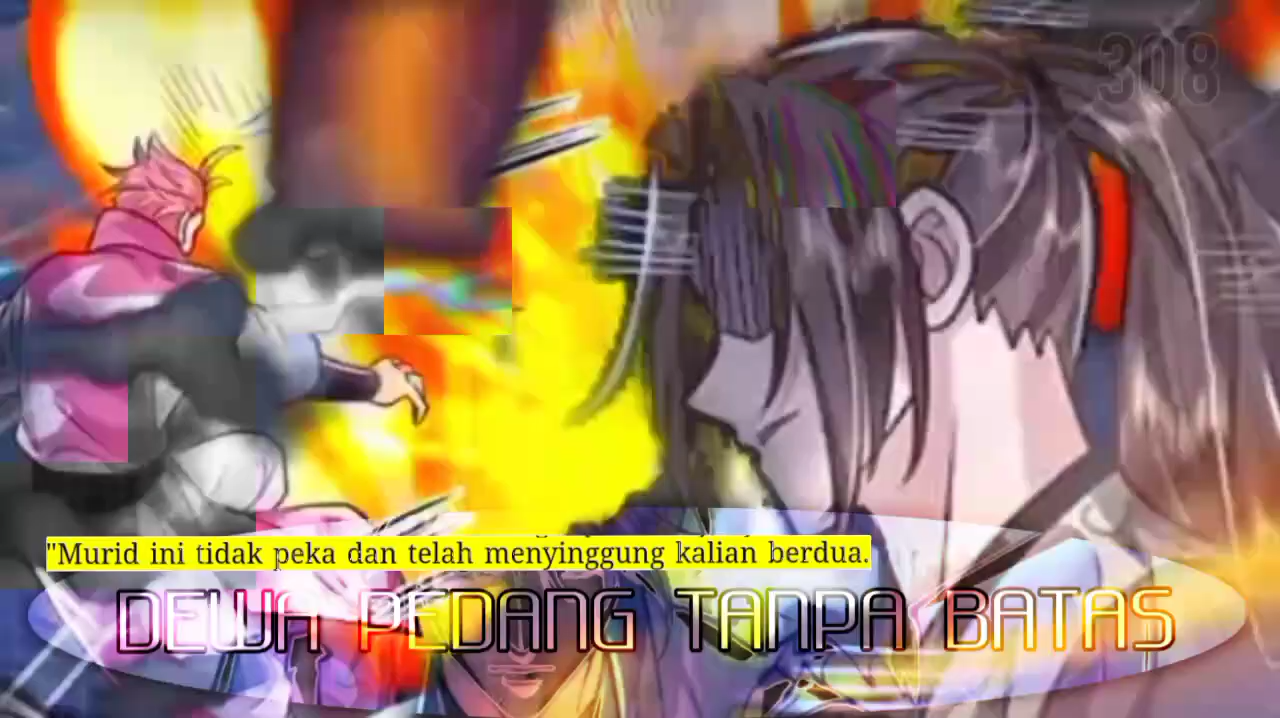 308
"Murid ini tidak peka dan telah menyinggung kalian berdua.
DEWA PEDANG TANPA BATAS